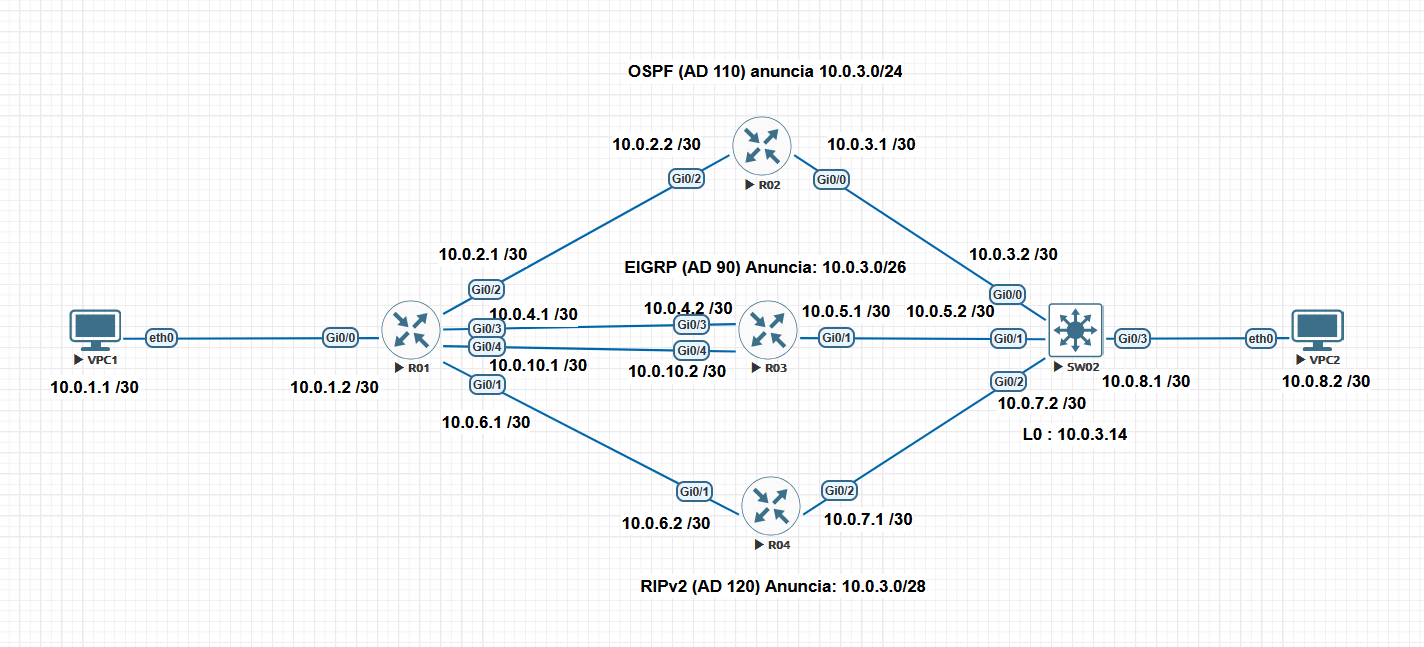 OSPF (AD 110) anuncia 10.0.3.0/24
10.0.2.2 /30
10.0.3.1 /30
Gi0/2
R02
Gi0/0
10.0.2.1 /30
EIGRP (AD 90) Anuncia: 10.0.3.0/26
10.0.3.2 /30
Gi0/2
Gi0/0
10.0.4.1 /30
10.0.4.2 /30
10.0.5.1 /30
10.0.5.2 /30
eth0
Gi0/0
Gi0/3
Gi0/3
Gi0/1
Gi0/1
Gi0/3
eth0
Gi0/4
Gi0/4
VPC1
R01
10.0.10.1 /30
10.0.10.2 /30
R03
SW02
VPC2
10.0.1.1 /30
10.0.1.2 /30
Gi0/1
Gi0/2
10.0.8.1 /30
10.0.8.2 /30
10.0.7.2 /30
10.0.6.1 /30
L0 : 10.0.3.14
Gi0/1
Gi0/2
10.0.6.2 /30
10.0.7.1 /30
R04
RIPv2 (AD 120) Anuncia: 10.0.3.0/28